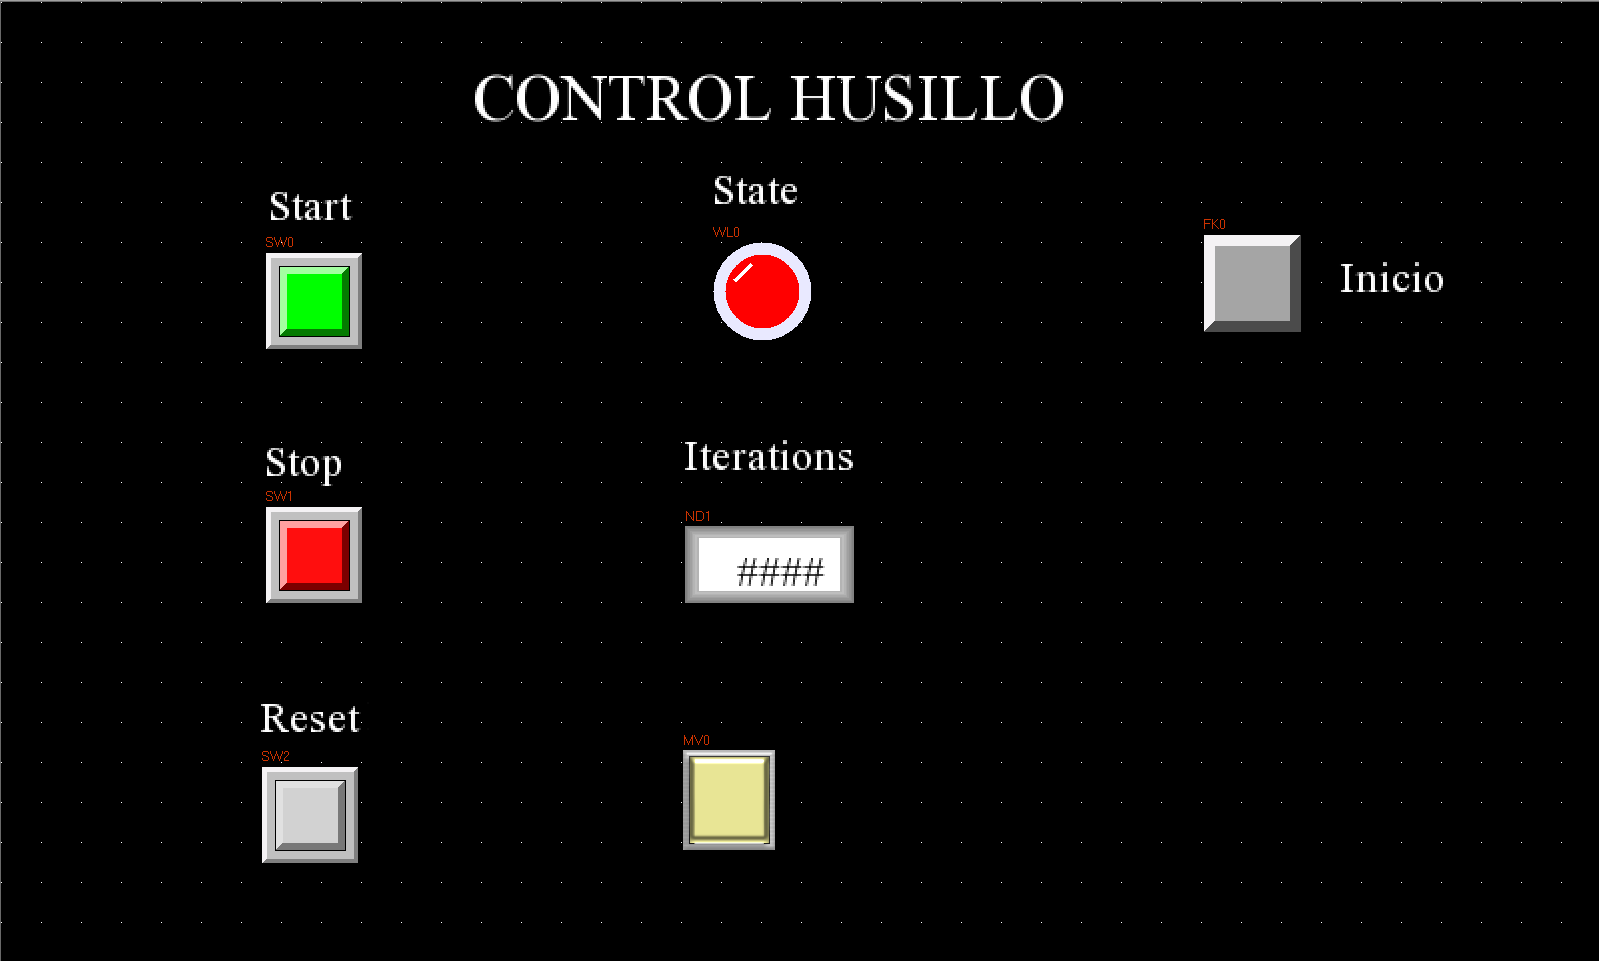 CONTROL HUSILLO
Start
SW0
State
WL0
FK0
Inicio
Stop
SW1
Iterations
ND1
####
Reset
SW2
MV0